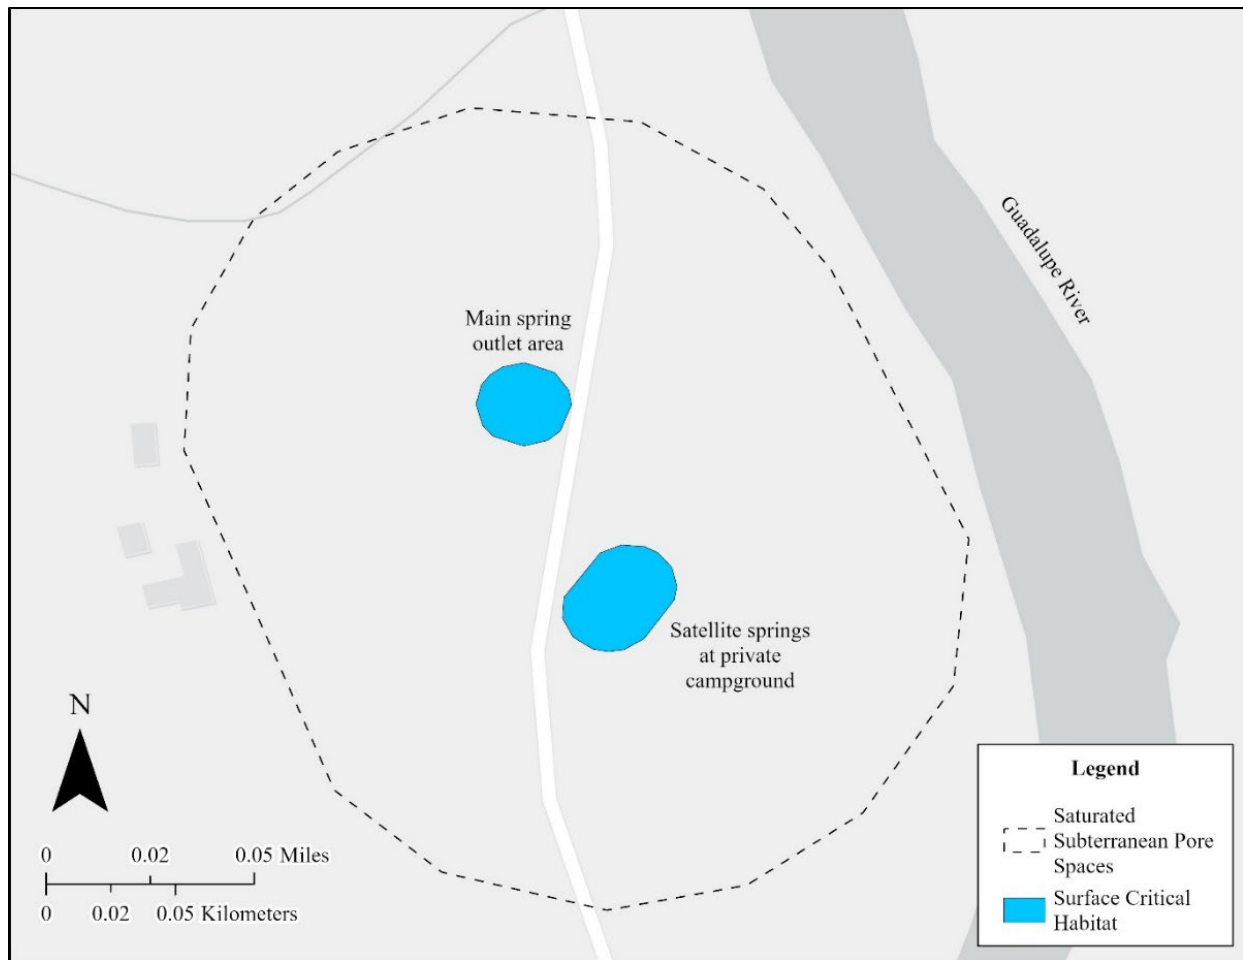 Guadalupe River
Main spring
outlet area
Satellite springs
at private
campground
N
0 0.02 0.05 Miles
0 0.02 0.05 Kilometers
Legend
Saturated
Subterranean Pore
Spaces
Surface Critical
Habitat